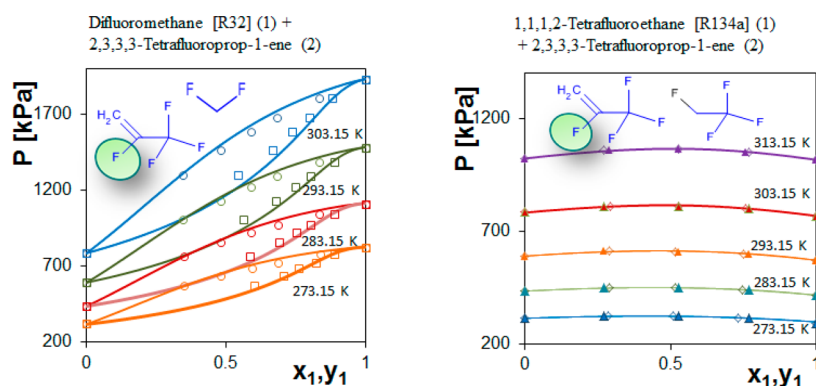 Difluoromethane [R32] (1) +
2,3,3,3-Tetrafluoroprop-1-ene (2)
P [kPa]
1700
1200
700
200
H₂C
F
F
F
F
F
F
303.15 K
293.15 K
283.15 K
273.15 K
0
0.5
1
x₁,y₁
1,1,1,2-Tetrafluoroethane [R134a] (1)
+ 2,3,3,3-Tetrafluoroprop-1-ene (2)
P [kPa]
1200
700
200
H₂C
F
F
F
F
F
F
F
F
313.15 K
303.15 K
293.15 K
283.15 K
273.15 K
0
0.5
1
x₁,y₁